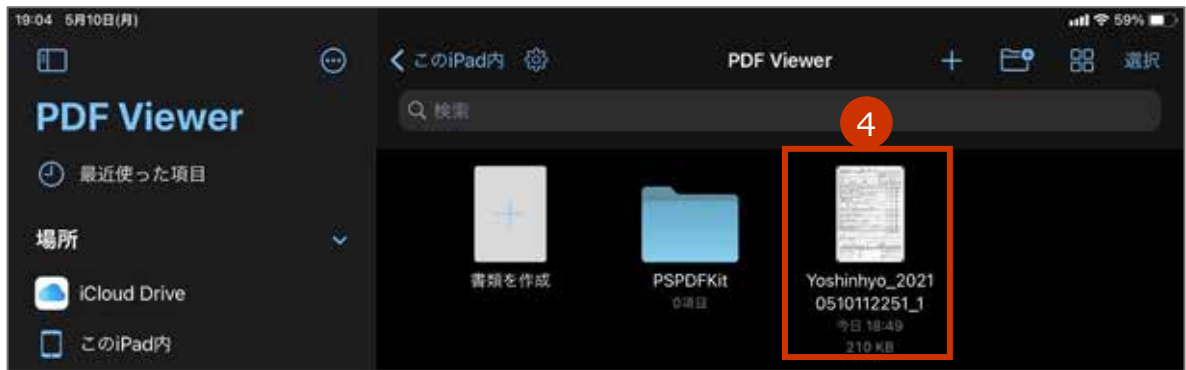 19:04 5月10日(月)
59%
PDF Viewer
最近使った項目
場所
iCloud Drive
このiPad内
このiPad内
PDF Viewer
選択
検索
4
書類を作成
PSPDFKit
0項目
Yoshinhyo_2021
0510112251_1
今日 18:49
210 KB